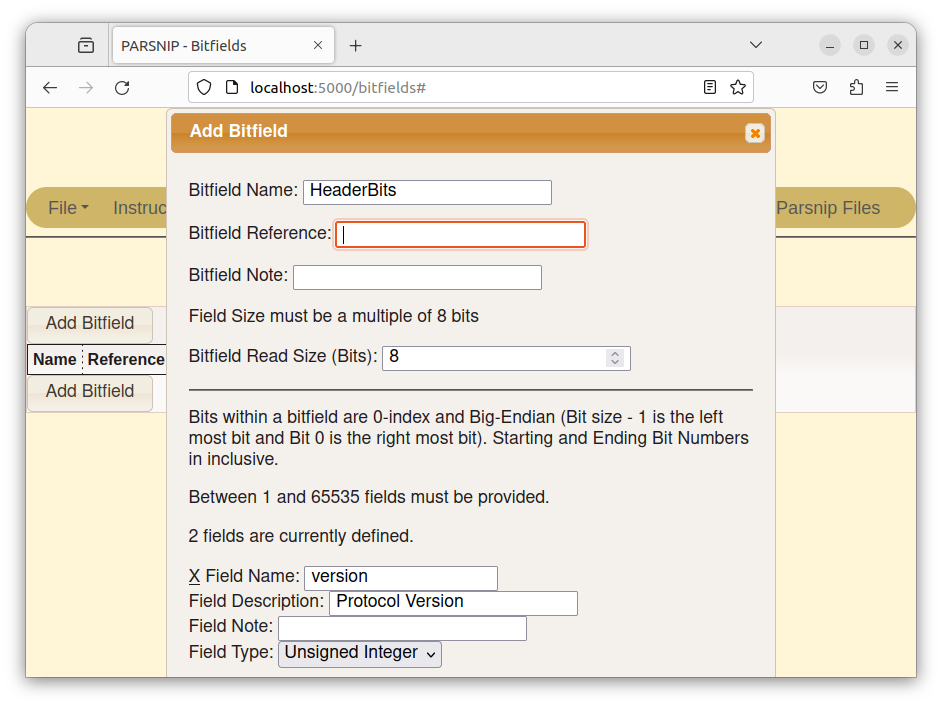 PARSNIP - Bitfields
localhost:5000/bitfields#
Add Bitfield
File
Instruc
Parsnip Files
Bitfield Name: HeaderBits
Bitfield Reference:
Bitfield Note:
Field Size must be a multiple of 8 bits
Bitfield Read Size (Bits): 8
Add Bitfield
Name Reference
Add Bitfield
Bits within a bitfield are 0-index and Big-Endian (Bit size - 1 is the left
most bit and Bit 0 is the right most bit). Starting and Ending Bit Numbers
in inclusive.
Between 1 and 65535 fields must be provided.
2 fields are currently defined.
X Field Name: version
Field Description: Protocol Version
Field Note:
Field Type: Unsigned Integer